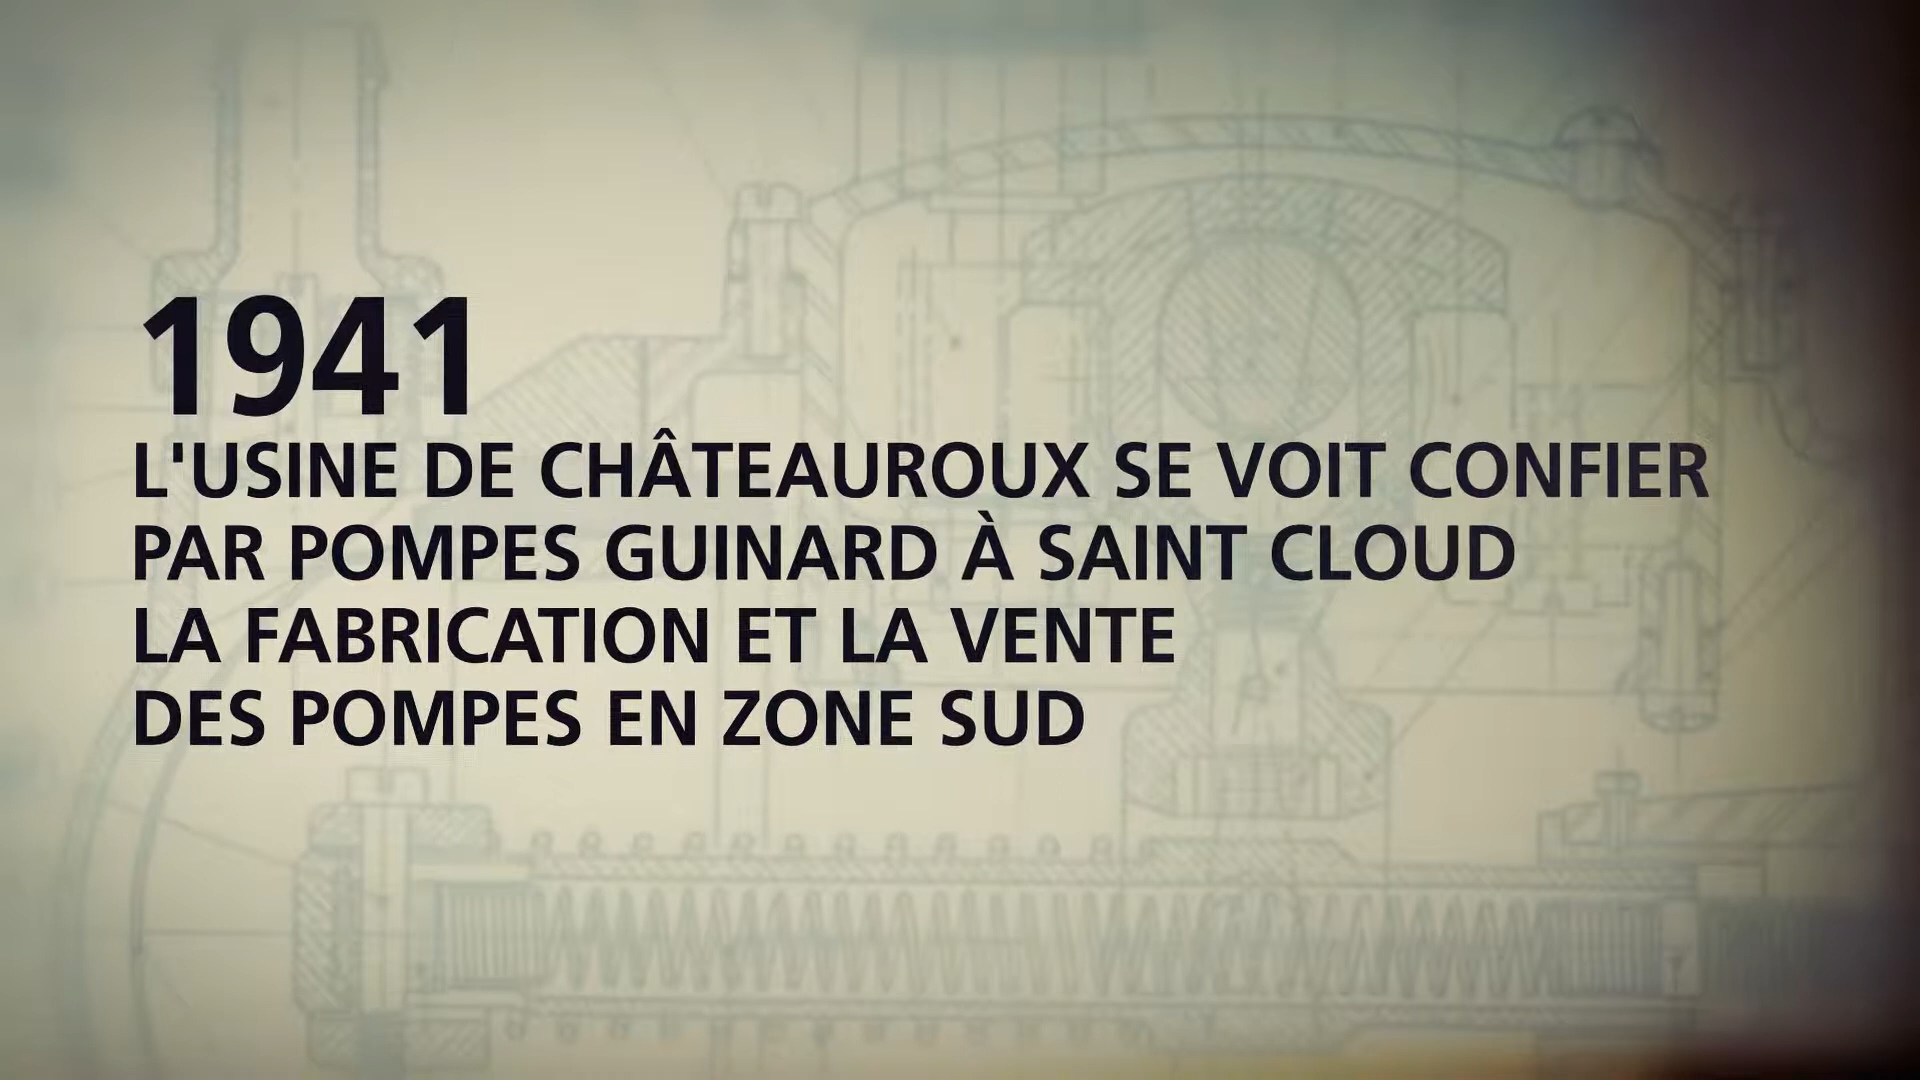 1941
L'USINE DE CHÂTEAUROUX SE VOIT CONFIER
PAR POMPES GUINARD À SAINT CLOUD
LA FABRICATION ET LA VENTE
DES POMPES EN ZONE SUD